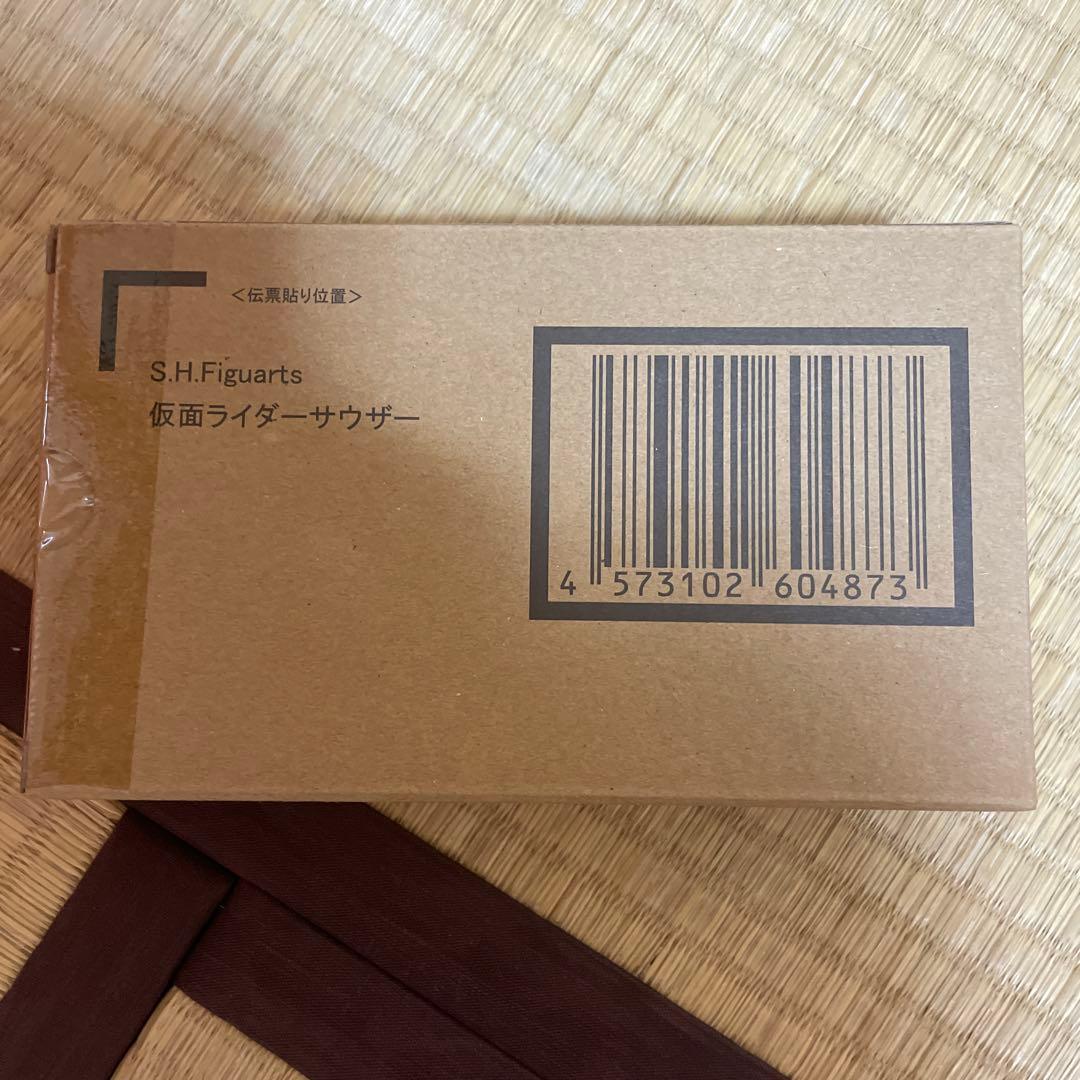 <伝票貼り位置>
S.H.Figuarts
仮面ライダーサウザー
4 573102 604873